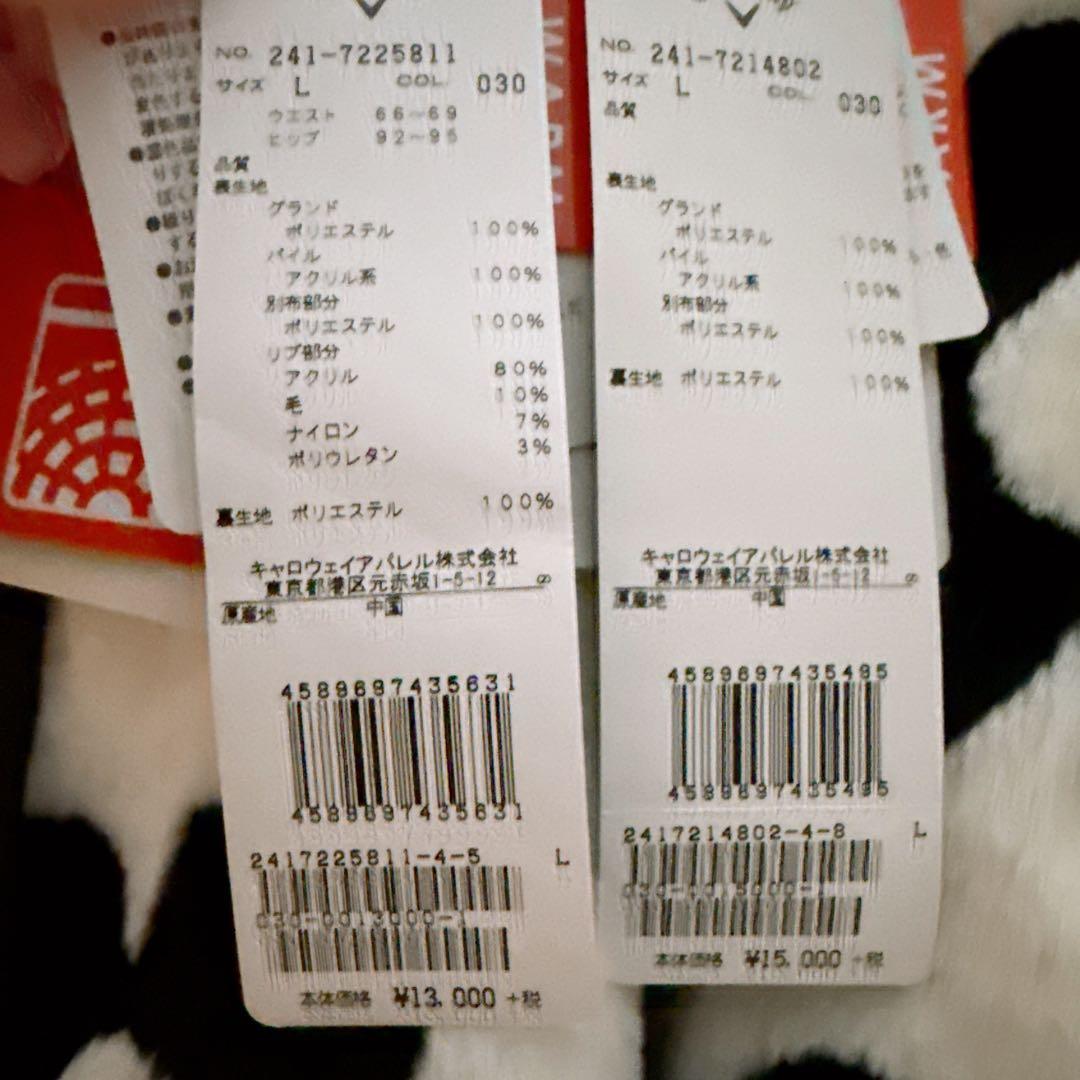 NO. 241-7225811
サイズ L COL. 030
ウエスト 66~69
ヒップ 92~95
品質
表生地
グランド
ポリエステル 100%
パイル
アクリル系 100%
別布部分
ポリエステル 100%
リブ部分
アクリル 80%
毛 10%
ナイロン 7%
ポリウレタン 3%
裏生地 ポリエステル 100%
キャロウェイアパレル株式会社
東京都港区元赤坂1-5-12
原産地 中国
4589697435631
4589697435631
2417225811-4-5 L
030-0013000-1
本体価格 ¥13,000 +税
NO. 241-7214802
サイズ L COL. 030
品質
表生地
グランド
ポリエステル 100%
パイル
アクリル系 100%
別布部分
ポリエステル 100%
裏生地 ポリエステル 100%
キャロウェイアパレル株式会社
東京都港区元赤坂1-5-12
原産地 中国
4589697435495
4589697435495
2417214802-4-8 L
030-0015000-
本体価格 ¥15,000 +税